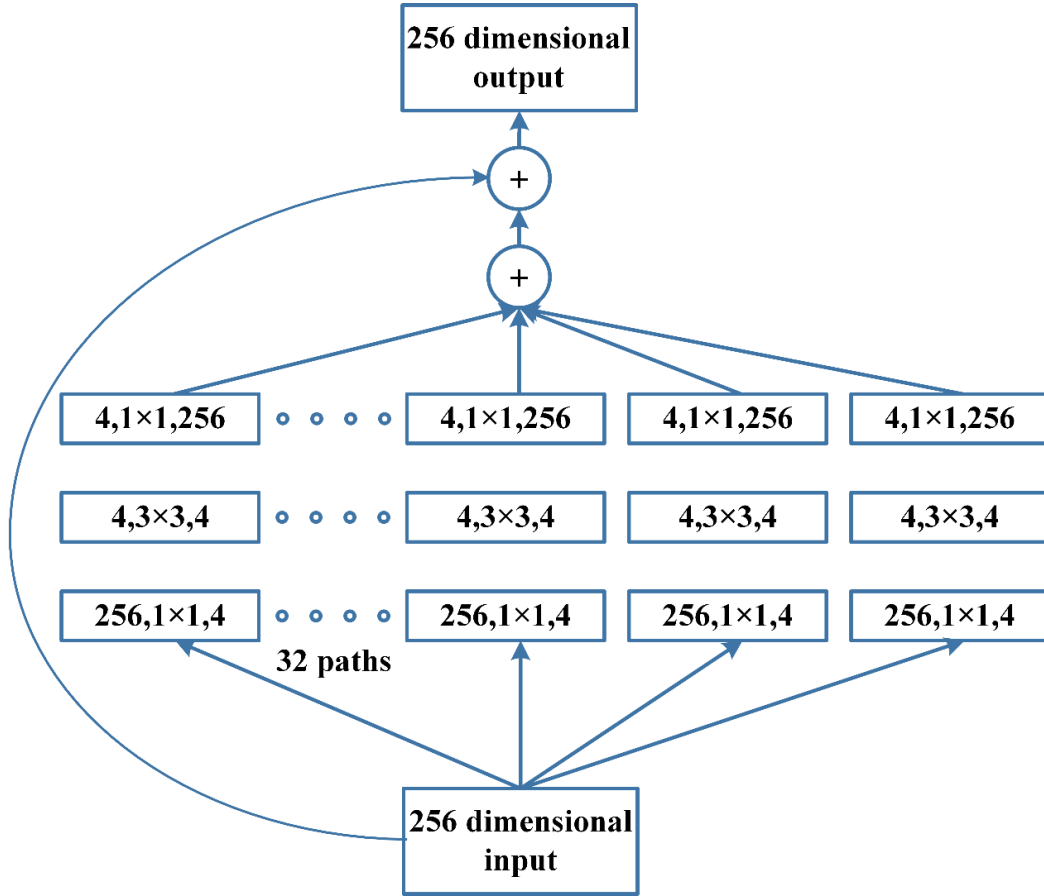 256 dimensional
output
+
+
4,1×1,256 4,1×1,256 4,1×1,256 4,1×1,256
4,3×3,4 4,3×3,4 4,3×3,4 4,3×3,4
256,1×1,4 256,1×1,4 256,1×1,4 256,1×1,4
32 paths
256 dimensional
input